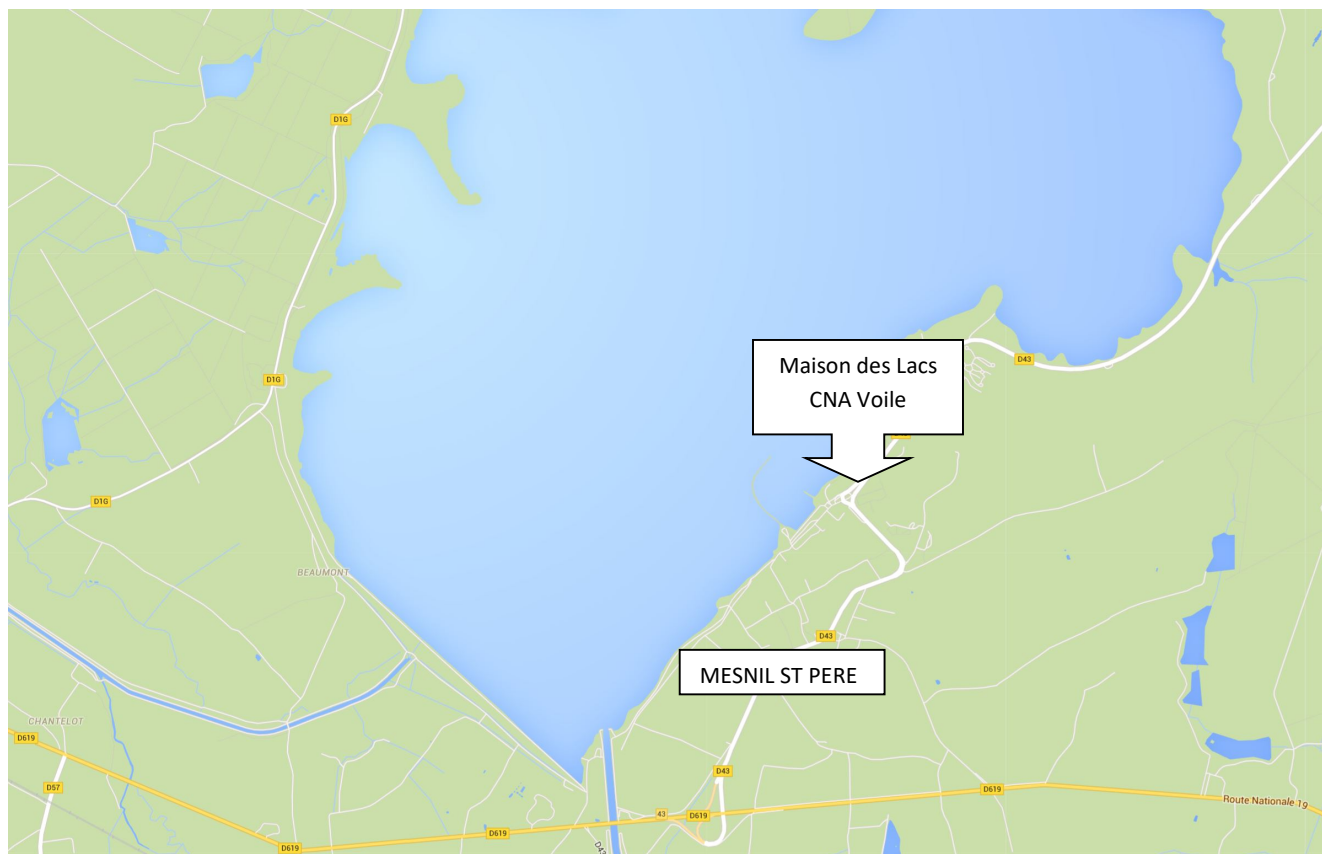 D1G
Maison des Lacs
CNA Voile
D43
D1G
D1G
BEAUMONT
D43
MESNIL ST PERE
CHANTELOT
D619
D43
D57
D619
Route Nationale 19
43
D619
D619
D43
D619